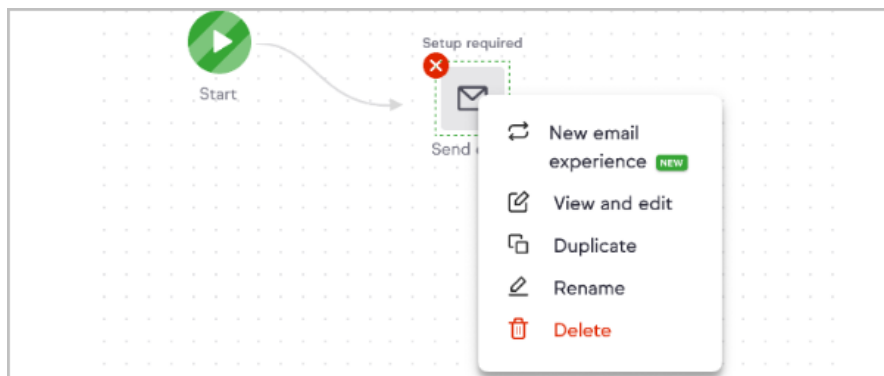 Setup required
Start
Send
New email
experience NEW
View and edit
Duplicate
Rename
Delete